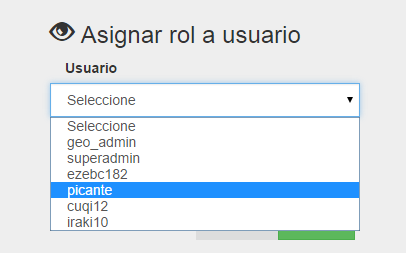 Asignar rol a usuario
Usuario
Seleccione
Seleccione
geo_admin
superadmin
ezebc182
picante
cuqi12
iraki10